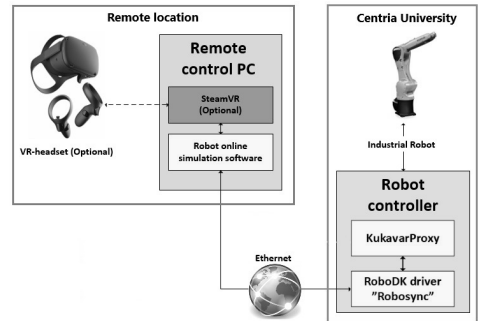 Remote location
Remote
control PC
SteamVR
(Optional)
Robot online
simulation software
VR-headset (Optional)
Ethernet
Centria University
Industrial Robot
Robot
controller
KukavarProxy
RoboDK driver
”Robosync”